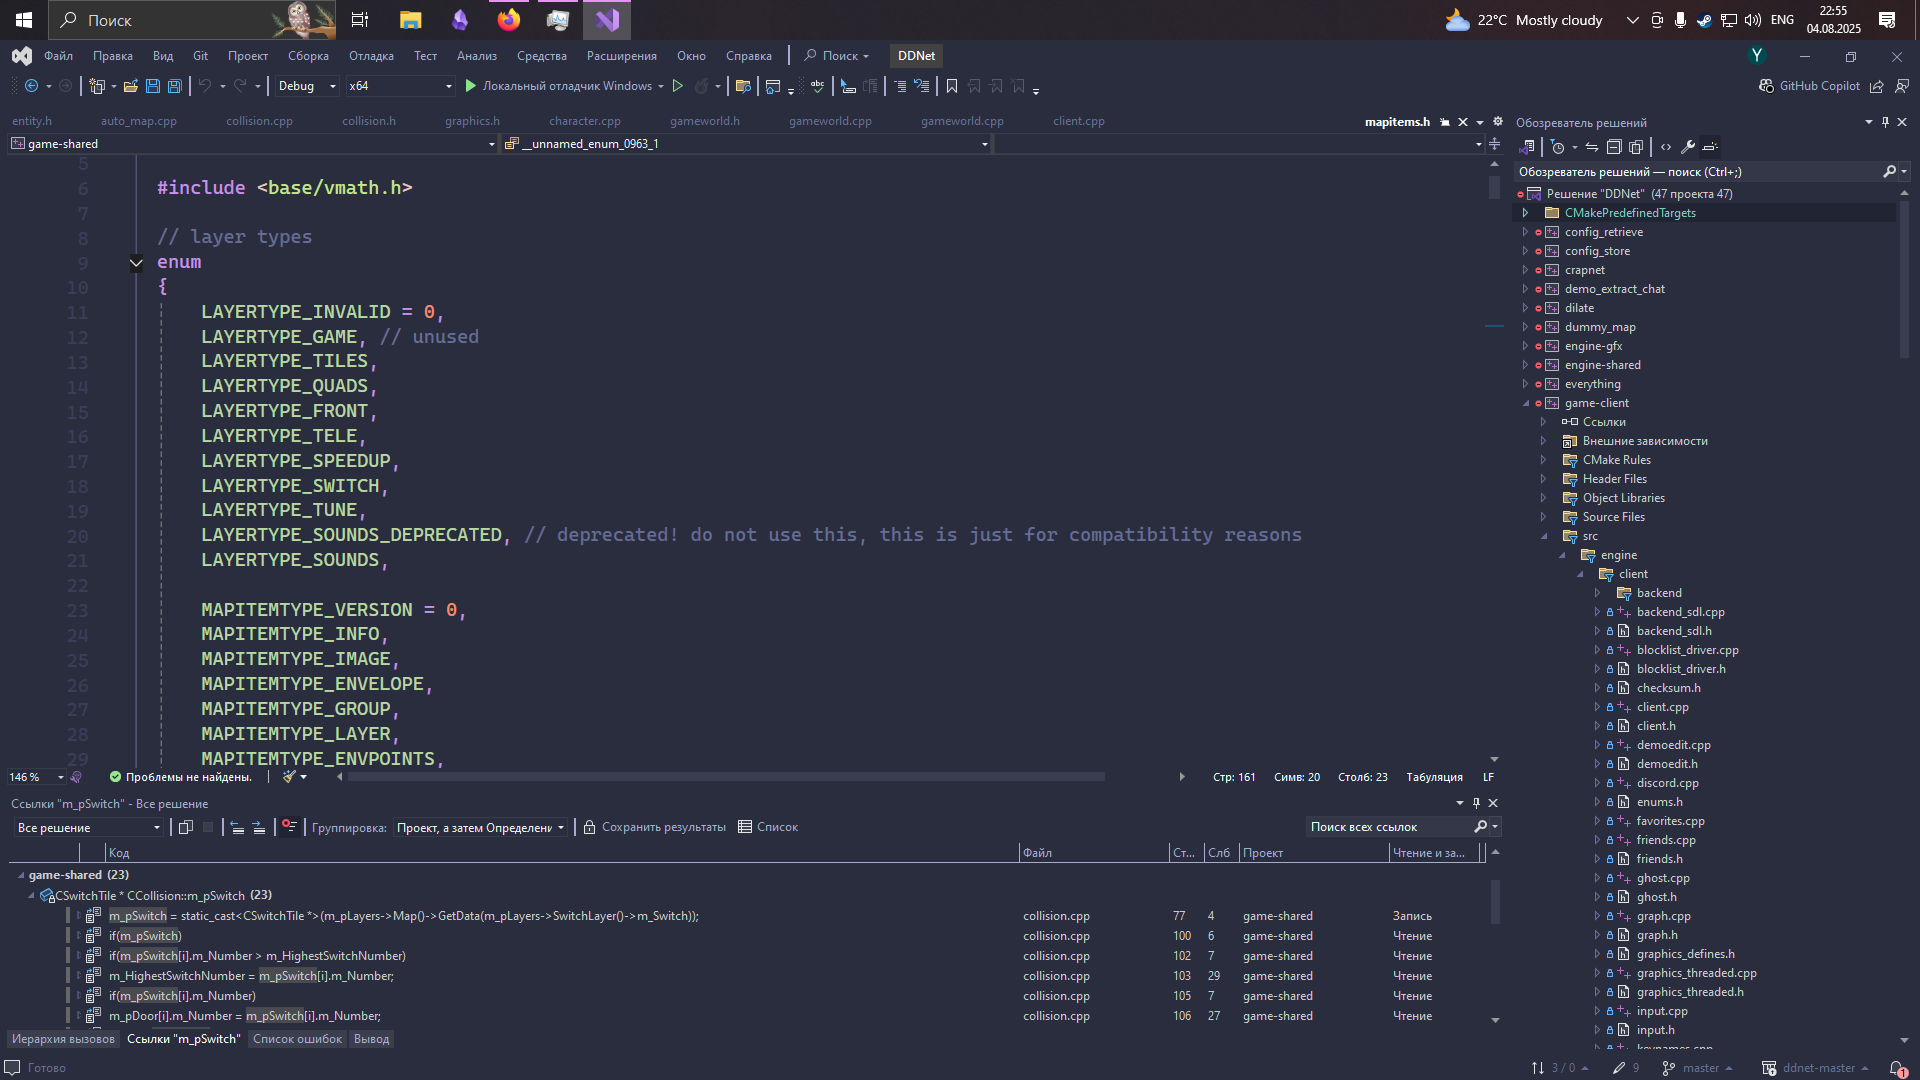 Поиск
22°C Mostly cloudy
ENG
22:55
04.08.2025
Файл Правка Вид Git Проект Сборка Отладка Тест Анализ Средства Расширения Окно Справка Поиск DDNet
Y
Debug x64 Локальный отладчик Windows
GitHub Copilot
entity.h auto_map.cpp collision.cpp collision.h graphics.h character.cpp gameworld.h gameworld.cpp gameworld.cpp client.cpp mapitems.h
game-shared __unnamed_enum_0963_1
5
6 #include <base/vmath.h>
7
8 // layer types
9 enum
10 {
11 LAYERTYPE_INVALID = 0,
12 LAYERTYPE_GAME, // unused
13 LAYERTYPE_TILES,
14 LAYERTYPE_QUADS,
15 LAYERTYPE_FRONT,
16 LAYERTYPE_TELE,
17 LAYERTYPE_SPEEDUP,
18 LAYERTYPE_SWITCH,
19 LAYERTYPE_TUNE,
20 LAYERTYPE_SOUNDS_DEPRECATED, // deprecated! do not use this, this is just for compatibility reasons
21 LAYERTYPE_SOUNDS,
22
23 MAPITEMTYPE_VERSION = 0,
24 MAPITEMTYPE_INFO,
25 MAPITEMTYPE_IMAGE,
26 MAPITEMTYPE_ENVELOPE,
27 MAPITEMTYPE_GROUP,
28 MAPITEMTYPE_LAYER,
29 MAPITEMTYPE_ENVPOINTS,
146 % Проблемы не найдены. Стр: 161 Симв: 20 Столб: 23 Табуляция LF
Ссылки "m_pSwitch" - Все решение
Все решение Группировка: Проект, а затем Определени Сохранить результаты Список Поиск всех ссылок
Код Файл Ст... Слб Проект Чтение и за...
game-shared (23)
CSwitchTile * CCollision::m_pSwitch (23)
m_pSwitch = static_cast<CSwitchTile *>(m_pLayers->Map()->GetData(m_pLayers->SwitchLayer()->m_Switch)); collision.cpp 77 4 game-shared Запись
if(m_pSwitch) collision.cpp 100 6 game-shared Чтение
if(m_pSwitch[i].m_Number > m_HighestSwitchNumber) collision.cpp 102 7 game-shared Чтение
m_HighestSwitchNumber = m_pSwitch[i].m_Number; collision.cpp 103 29 game-shared Чтение
if(m_pSwitch[i].m_Number) collision.cpp 105 7 game-shared Чтение
m_pDoor[i].m_Number = m_pSwitch[i].m_Number; collision.cpp 106 27 game-shared Чтение
Иерархия вызовов Ссылки "m_pSwitch" Список ошибок Вывод
Обозреватель решений
Обозреватель решений — поиск (Ctrl+;)
Решение "DDNet" (47 проекта 47)
CMakePredefinedTargets
config_retrieve
config_store
crapnet
demo_extract_chat
dilate
dummy_map
engine-gfx
engine-shared
everything
game-client
Ссылки
Внешние зависимости
CMake Rules
Header Files
Object Libraries
Source Files
src
engine
client
backend
backend_sdl.cpp
backend_sdl.h
blocklist_driver.cpp
blocklist_driver.h
checksum.h
client.cpp
client.h
demoedit.cpp
demoedit.h
discord.cpp
enums.h
favorites.cpp
friends.cpp
friends.h
ghost.cpp
ghost.h
graph.cpp
graph.h
graphics_defines.h
graphics_threaded.cpp
graphics_threaded.h
input.cpp
input.h
keynames.cpp
Готово
3 / 0 9 master ddnet-master 1